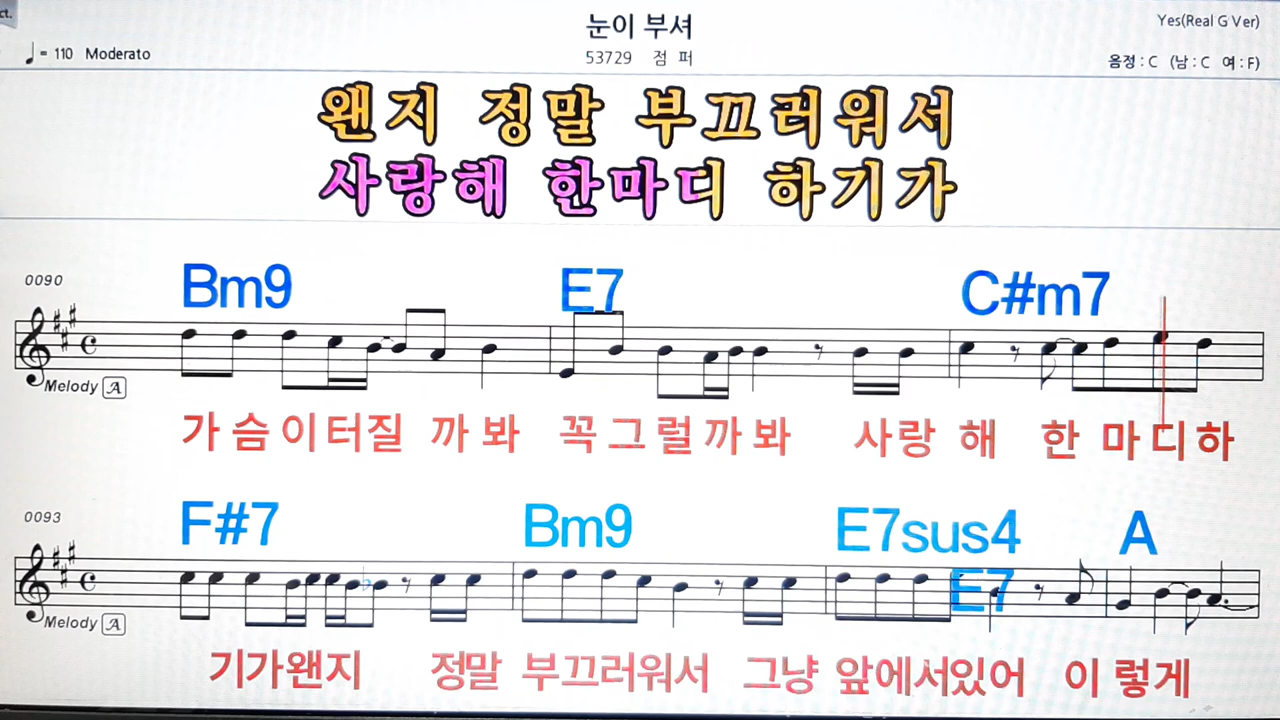 ct.
눈이 부셔
Yes(Real G Ver)
♩= 110 Moderato
53729 점 퍼
음정 : C (남 : C 여 : F)
왠지 정말 부끄러워서
사랑해 한마디 하기가
0090
Bm9 E7 C#m7
Melody A
가 슴 이 터 질 까 봐 꼭 그 럴 까 봐 사 랑 해 한 마 디 하
0093
F#7 Bm9 E7sus4 A
E7
Melody A
기가왠지 정말 부끄러워서 그냥 앞에서있어 이 렇게